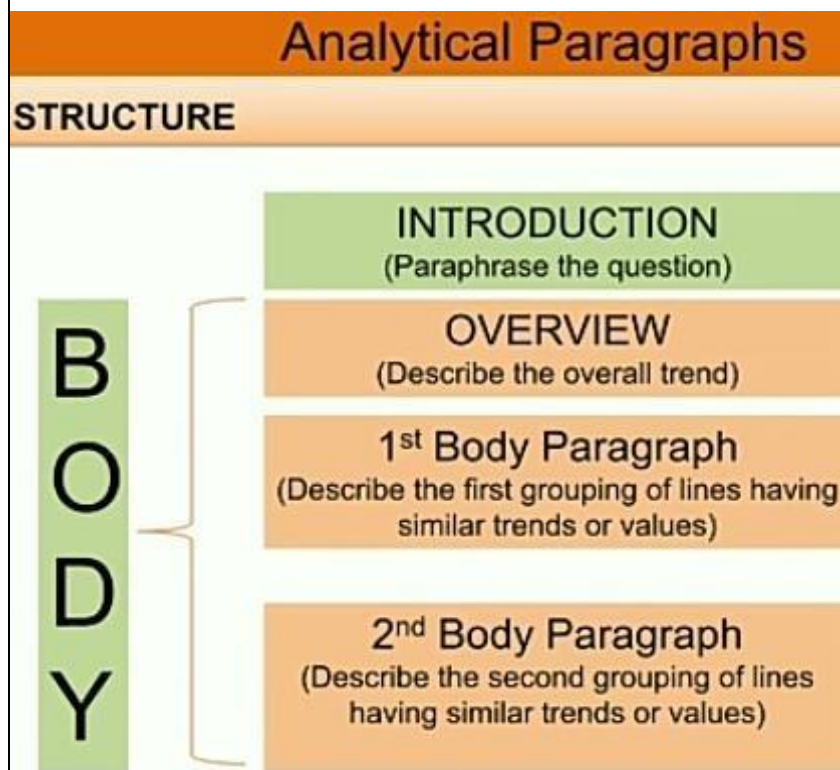 Analytical Paragraphs
STRUCTURE
INTRODUCTION
(Paraphrase the question)
OVERVIEW
(Describe the overall trend)
1st Body Paragraph
(Describe the first grouping of lines having
similar trends or values)
2nd Body Paragraph
(Describe the second grouping of lines
having similar trends or values)
B
O
D
Y